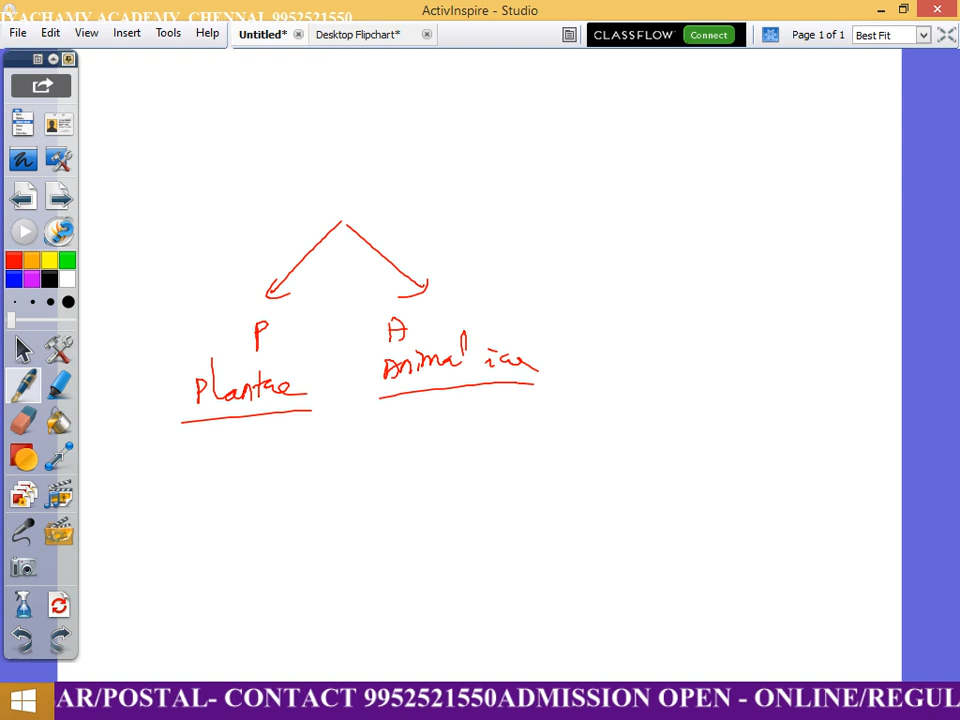 IYACHAMY ACADEMY, CHENNAI 9952521550
ActivInspire - Studio
File Edit View Insert Tools Help
Untitled* Desktop Flipchart*
CLASSFLOW Connect
Page 1 of 1 Best Fit
P A
Plantae Animal
AR/POSTAL- CONTACT 9952521550ADMISSION OPEN - ONLINE/REGUL